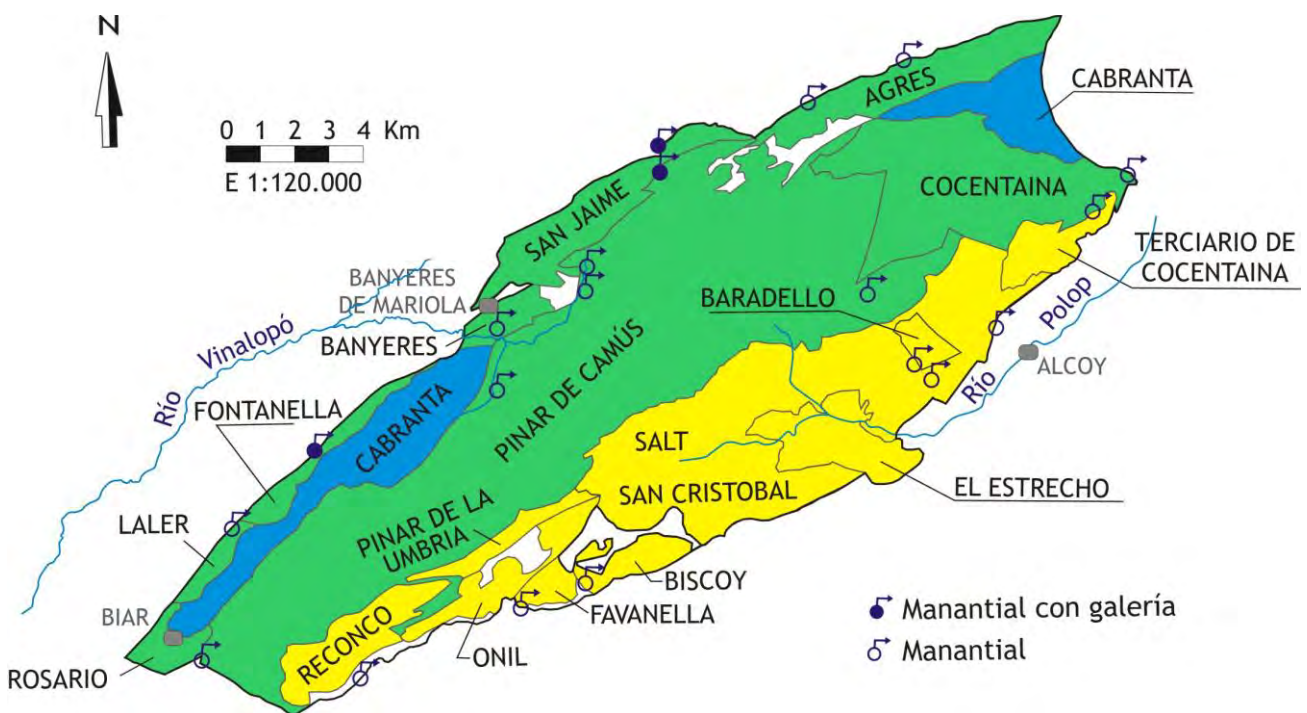 N
0 1 2 3 4 Km
E 1:120.000
AGRES
CABRANTA
COCENTAINA
SAN JAIME
TERCIARIO DE
COCENTAINA
BANYERES
DE MARIOLA
BANYERES
BARADELLO
Río Polop
ALCOY
Río Vinalopó
FONTANELLA
CABRANTA
PINAR DE CAMÚS
SALT
SAN CRISTOBAL
EL ESTRECHO
LALER
PINAR DE LA
UMBRIA
BISCOY
FAVANELLA
BIAR
RECONCO
ONIL
ROSARIO
Manantial con galería
Manantial